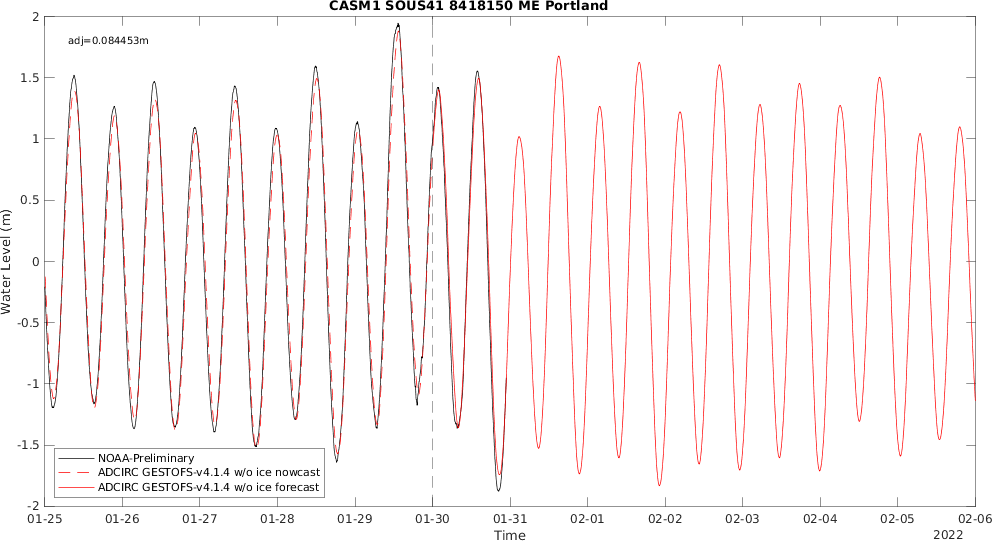 CASM1 SOUS41 8418150 ME Portland
adj=0.084453m
2
1.5
1
0.5
0
-0.5
-1
-1.5
-2
Water Level (m)
NOAA-Preliminary
ADCIRC GESTOFS-v4.1.4 w/o ice nowcast
ADCIRC GESTOFS-v4.1.4 w/o ice forecast
01-25 01-26 01-27 01-28 01-29 01-30 01-31 02-01 02-02 02-03 02-04 02-05 02-06
Time
2022